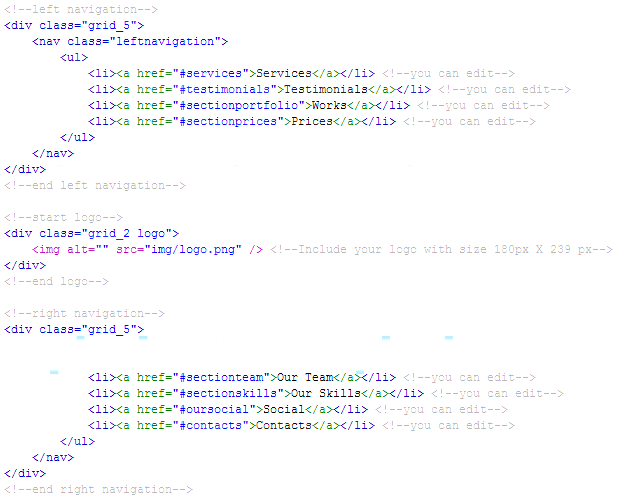 <!--left navigation-->
<div class="grid_5">
<nav class="leftnavigation">
<ul>
<li><a href="#services">Services</a></li> <!--you can edit-->
<li><a href="#testimonials">Testimonials</a></li> <!--you can edit-->
<li><a href="#sectionportfolio">Works</a></li> <!--you can edit-->
<li><a href="#sectionprices">Prices</a></li> <!--you can edit-->
</ul>
</nav>
</div>
<!--end left navigation-->
<!--start logo-->
<div class="grid_2 logo">
<img alt="" src="img/logo.png" /> <!--Include your logo with size 180px X 239 px-->
</div>
<!--end logo-->
<!--right navigation-->
<div class="grid_5">
<li><a href="#sectionteam">Our Team</a></li> <!--you can edit-->
<li><a href="#sectionskills">Our Skills</a></li> <!--you can edit-->
<li><a href="#oursocial">Social</a></li> <!--you can edit-->
<li><a href="#contacts">Contacts</a></li> <!--you can edit-->
</ul>
</nav>
</div>
<!--end right navigation-->